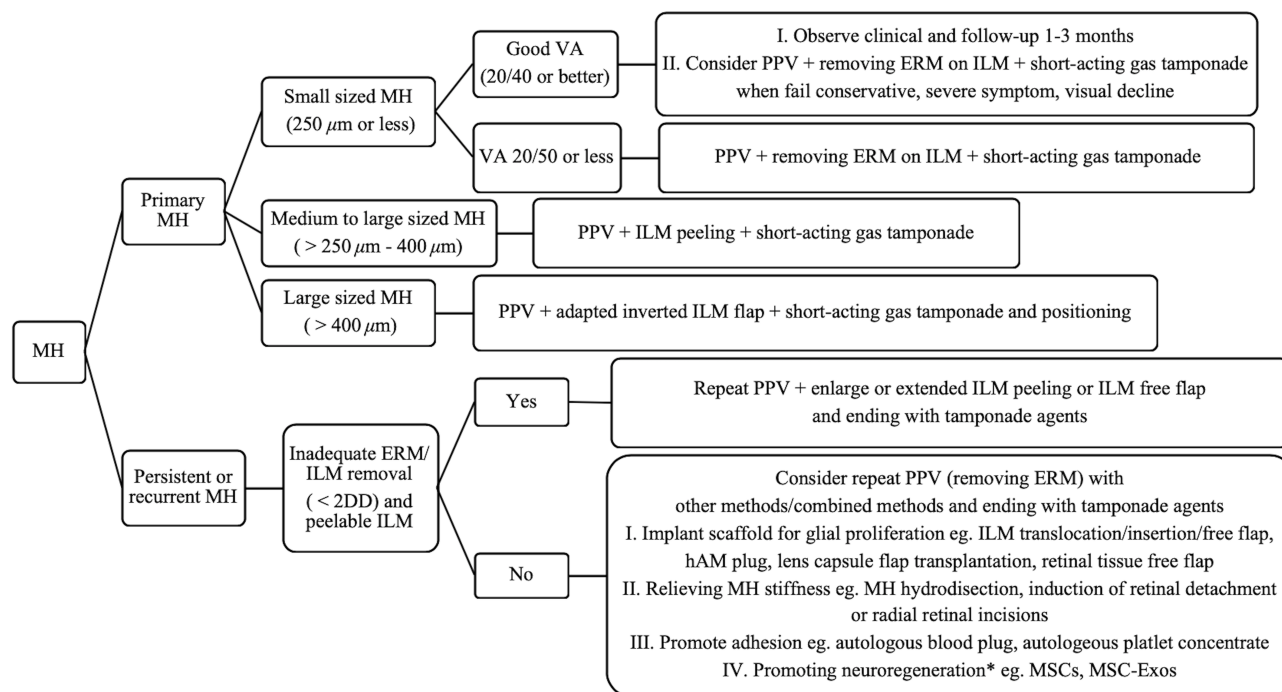 MH
Primary
MH
Small sized MH
(250 μm or less)
Good VA
(20/40 or better)
I. Observe clinical and follow-up 1-3 months
II. Consider PPV + removing ERM on ILM + short-acting gas tamponade
when fail conservative, severe symptom, visual decline
VA 20/50 or less
PPV + removing ERM on ILM + short-acting gas tamponade
Medium to large sized MH
( > 250 μm - 400 μm)
PPV + ILM peeling + short-acting gas tamponade
Large sized MH
( > 400 μm)
PPV + adapted inverted ILM flap + short-acting gas tamponade and positioning
Persistent or
recurrent MH
Inadequate ERM/
ILM removal
( < 2DD) and
peelable ILM
Yes
Repeat PPV + enlarge or extended ILM peeling or ILM free flap
and ending with tamponade agents
No
Consider repeat PPV (removing ERM) with
other methods/combined methods and ending with tamponade agents
I. Implant scaffold for glial proliferation eg. ILM translocation/insertion/free flap,
hAM plug, lens capsule flap transplantation, retinal tissue free flap
II. Relieving MH stiffness eg. MH hydrodisection, induction of retinal detachment
or radial retinal incisions
III. Promote adhesion eg. autologous blood plug, autologeous platlet concentrate
IV. Promoting neuroregeneration* eg. MSCs, MSC-Exos